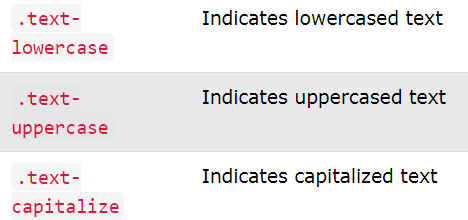 .text- Indicates lowercased text
lowercase
.text- Indicates uppercased text
uppercase
.text- Indicates capitalized text
capitalize